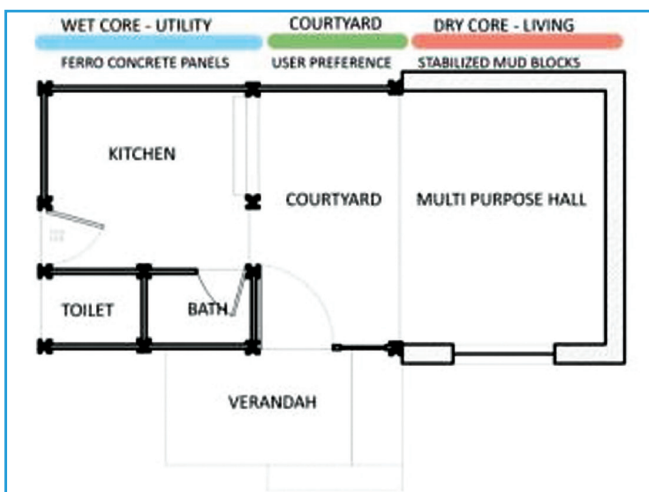 WET CORE - UTILITY
COURTYARD
DRY CORE - LIVING
FERRO CONCRETE PANELS
USER PREFERENCE
STABILIZED MUD BLOCKS
KITCHEN
COURTYARD
MULTI PURPOSE HALL
TOILET
BATH
VERANDAH